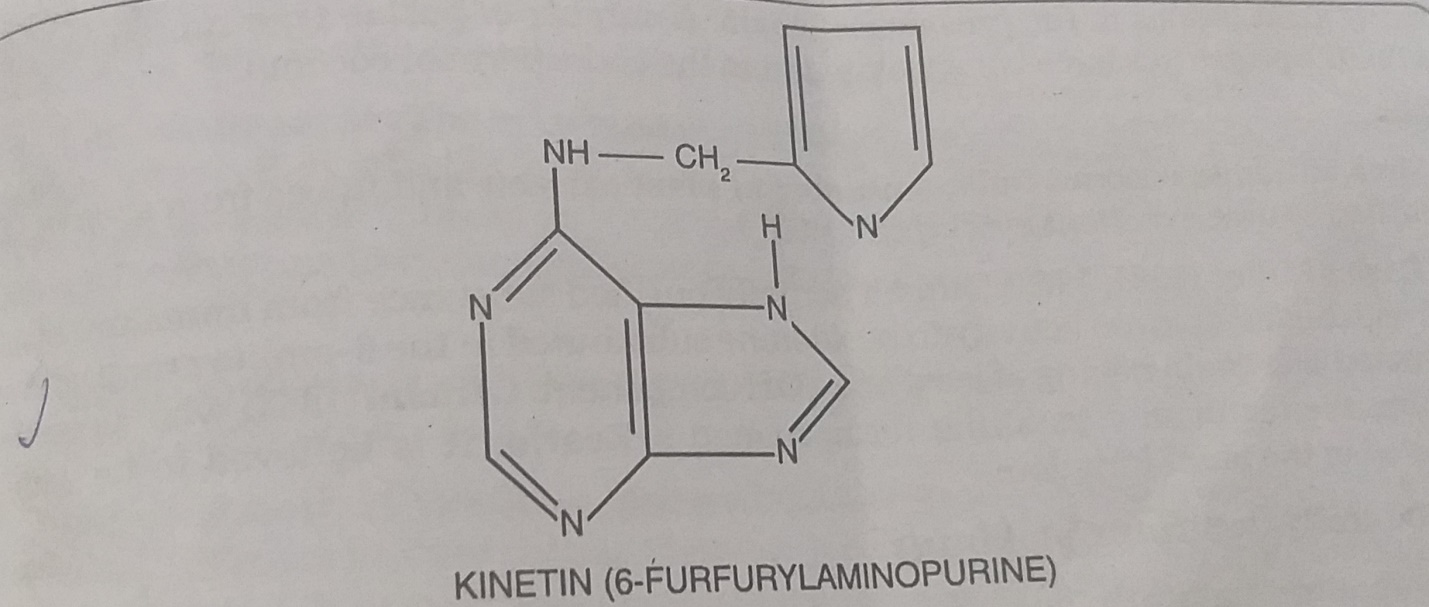 NH CH₂
H
N
N N
N
N
KINETIN (6-FURFURYLAMINOPURINE)